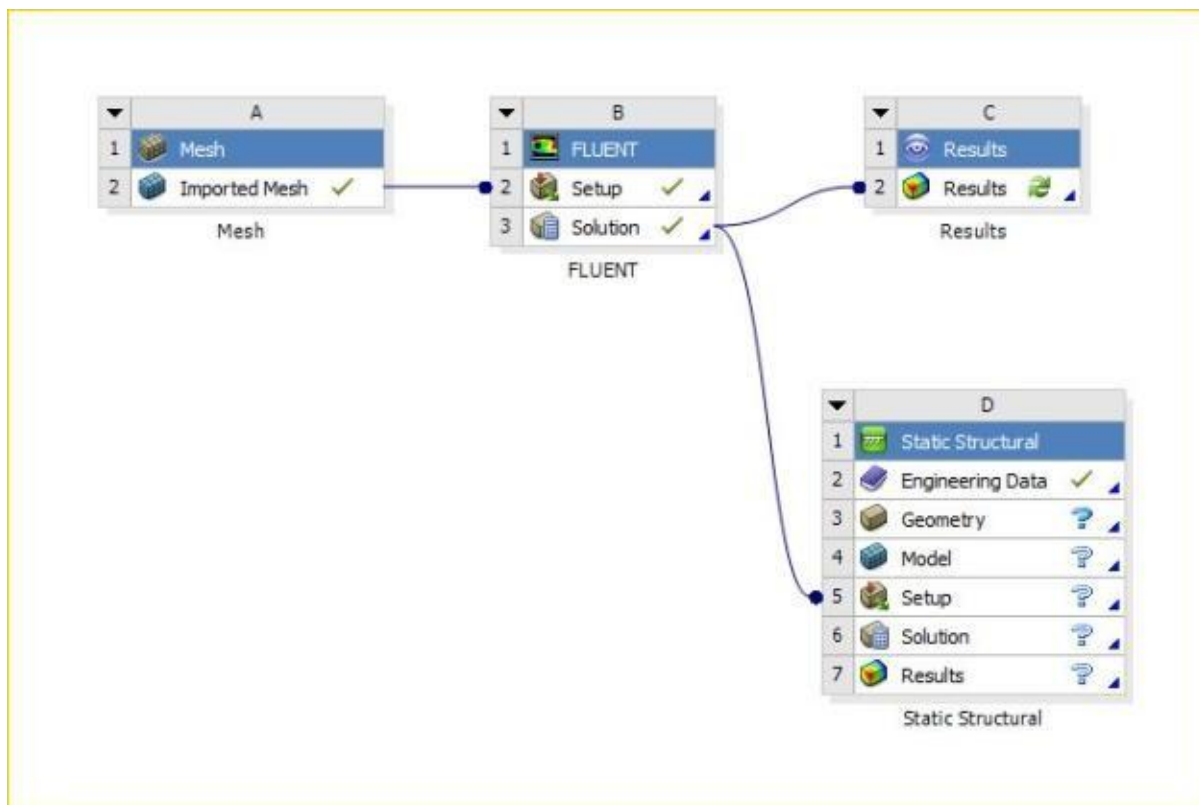 A
1 Mesh
2 Imported Mesh
Mesh
B
1 FLUENT
2 Setup
3 Solution
FLUENT
C
1 Results
2 Results
Results
D
1 Static Structural
2 Engineering Data
3 Geometry ?
4 Model ?
5 Setup ?
6 Solution ?
7 Results ?
Static Structural